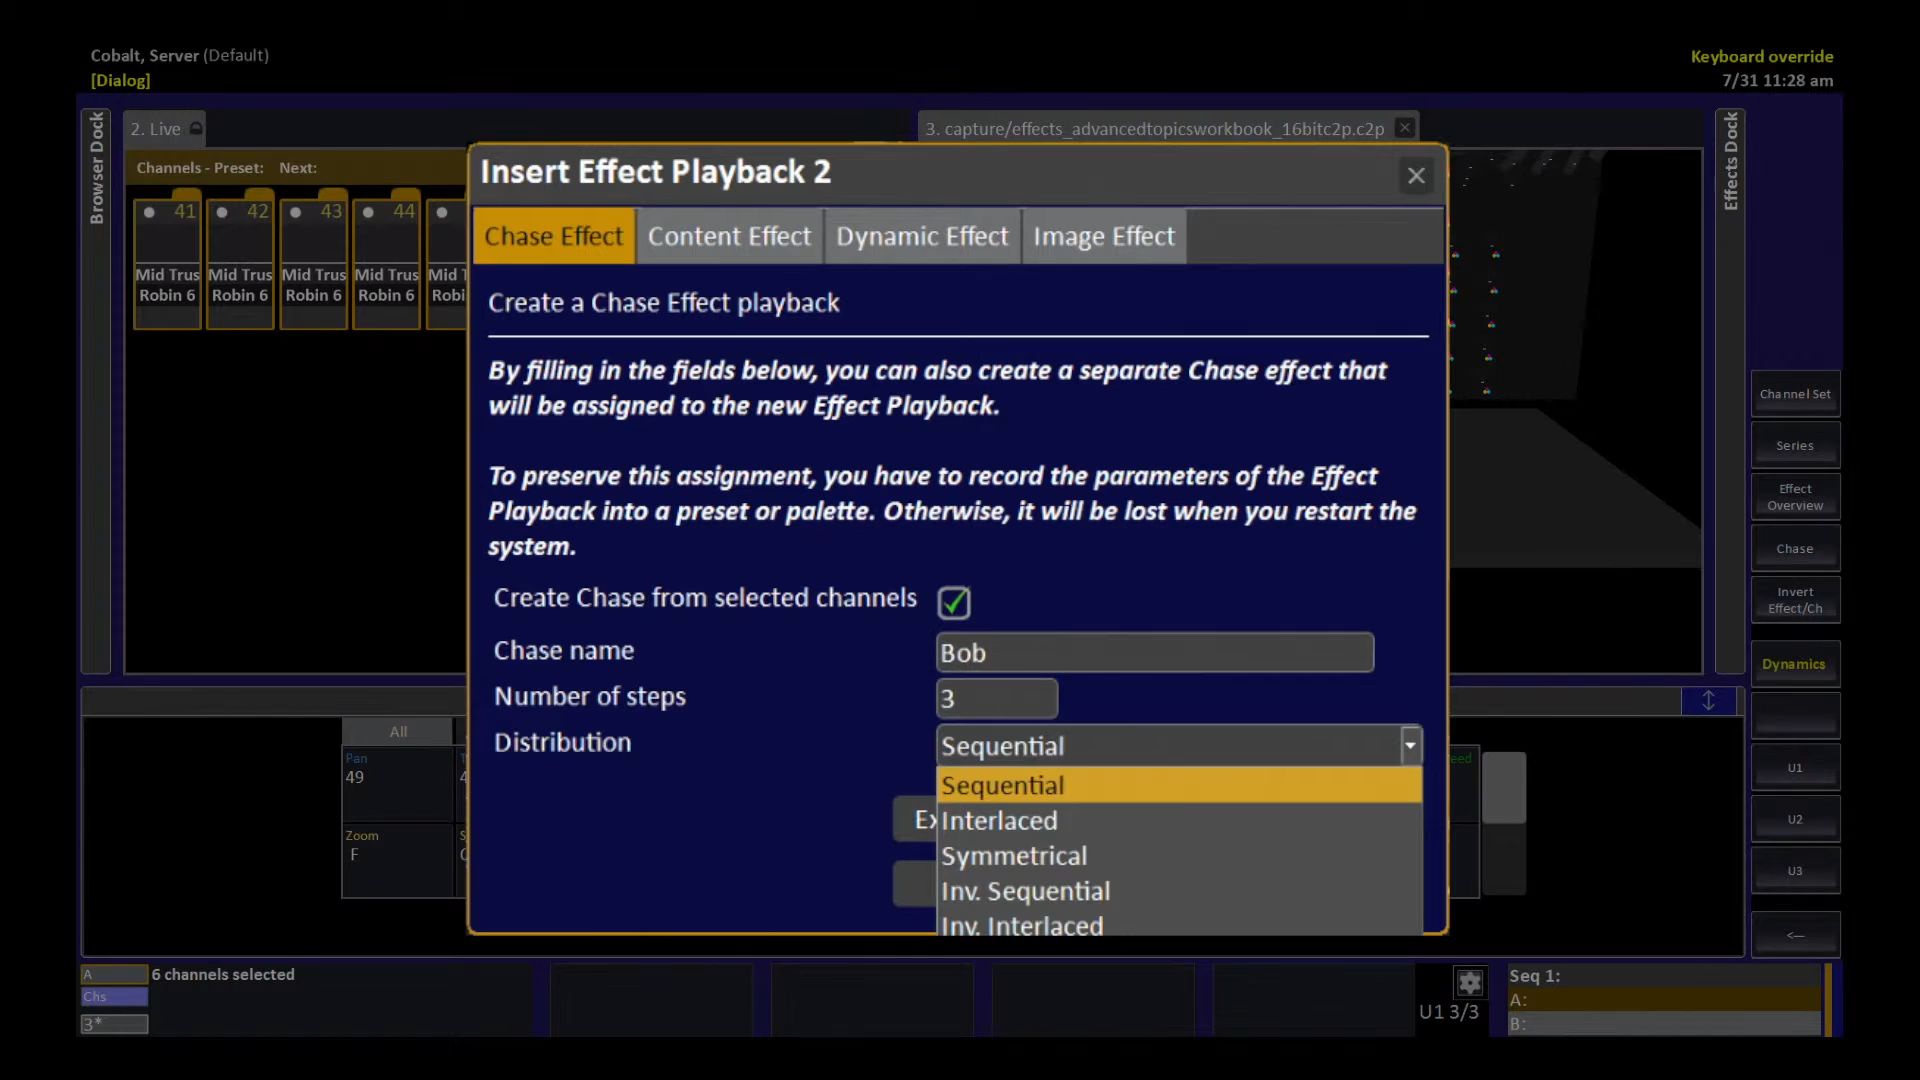 Cobalt, Server (Default)
[Dialog]
Keyboard override
7/31 11:28 am
Browser Dock
2. Live
3. capture/effects_advancedtopicsworkbook_16bitc2p.c2p
Effects Dock
Channels - Preset: Next:
41 42 43 44
Mid Trus Mid Trus Mid Trus Mid Trus Mid T
Robin 6 Robin 6 Robin 6 Robin 6 Robi
Insert Effect Playback 2
Chase Effect Content Effect Dynamic Effect Image Effect
Create a Chase Effect playback
By filling in the fields below, you can also create a separate Chase effect that
will be assigned to the new Effect Playback.
To preserve this assignment, you have to record the parameters of the Effect
Playback into a preset or palette. Otherwise, it will be lost when you restart the
system.
Create Chase from selected channels
Chase name Bob
Number of steps 3
Distribution Sequential
Sequential
Interlaced
Symmetrical
Inv. Sequential
Inv. Interlaced
Ex
All
Pan
49
Zoom
F
eed
Channel Set
Series
Effect
Overview
Chase
Invert
Effect/Ch
Dynamics
U1
U2
U3
<—
A 6 channels selected
Chs
3*
U1 3/3
Seq 1:
A:
B: